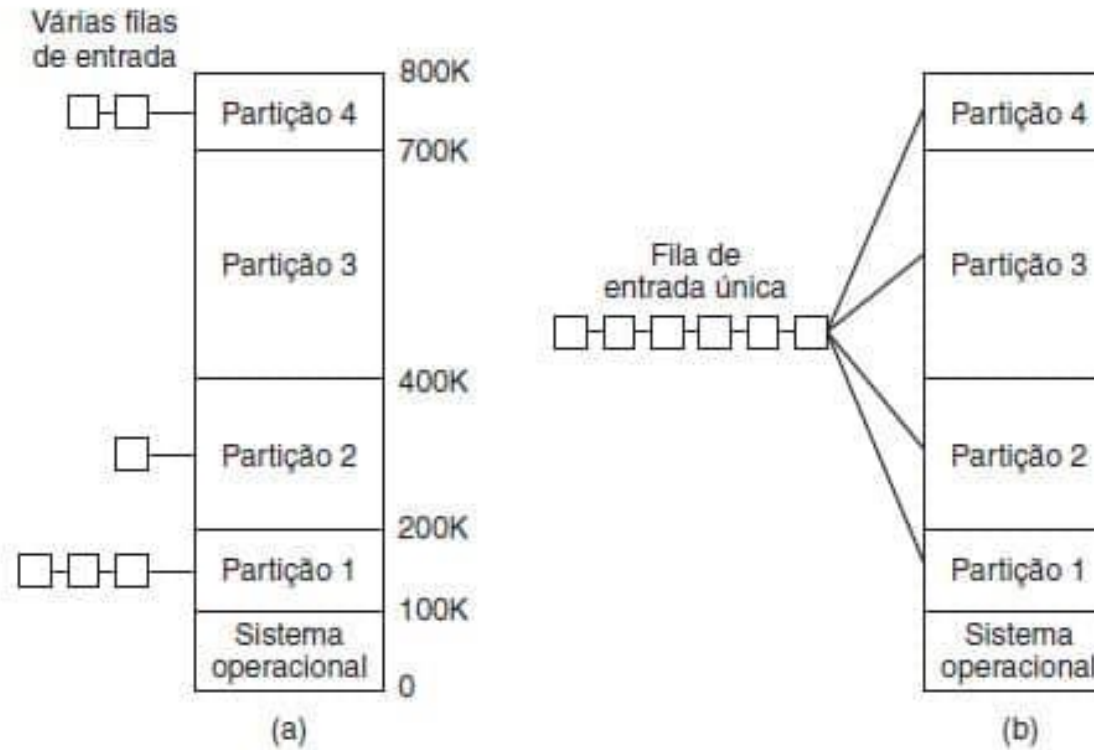 Várias filas
de entrada
800K
Partição 4
700K
Partição 3
400K
Partição 2
200K
Partição 1
100K
Sistema
operacional
0
(a)
Fila de
entrada única
Partição 4
Partição 3
Partição 2
Partição 1
Sistema
operacional
(b)